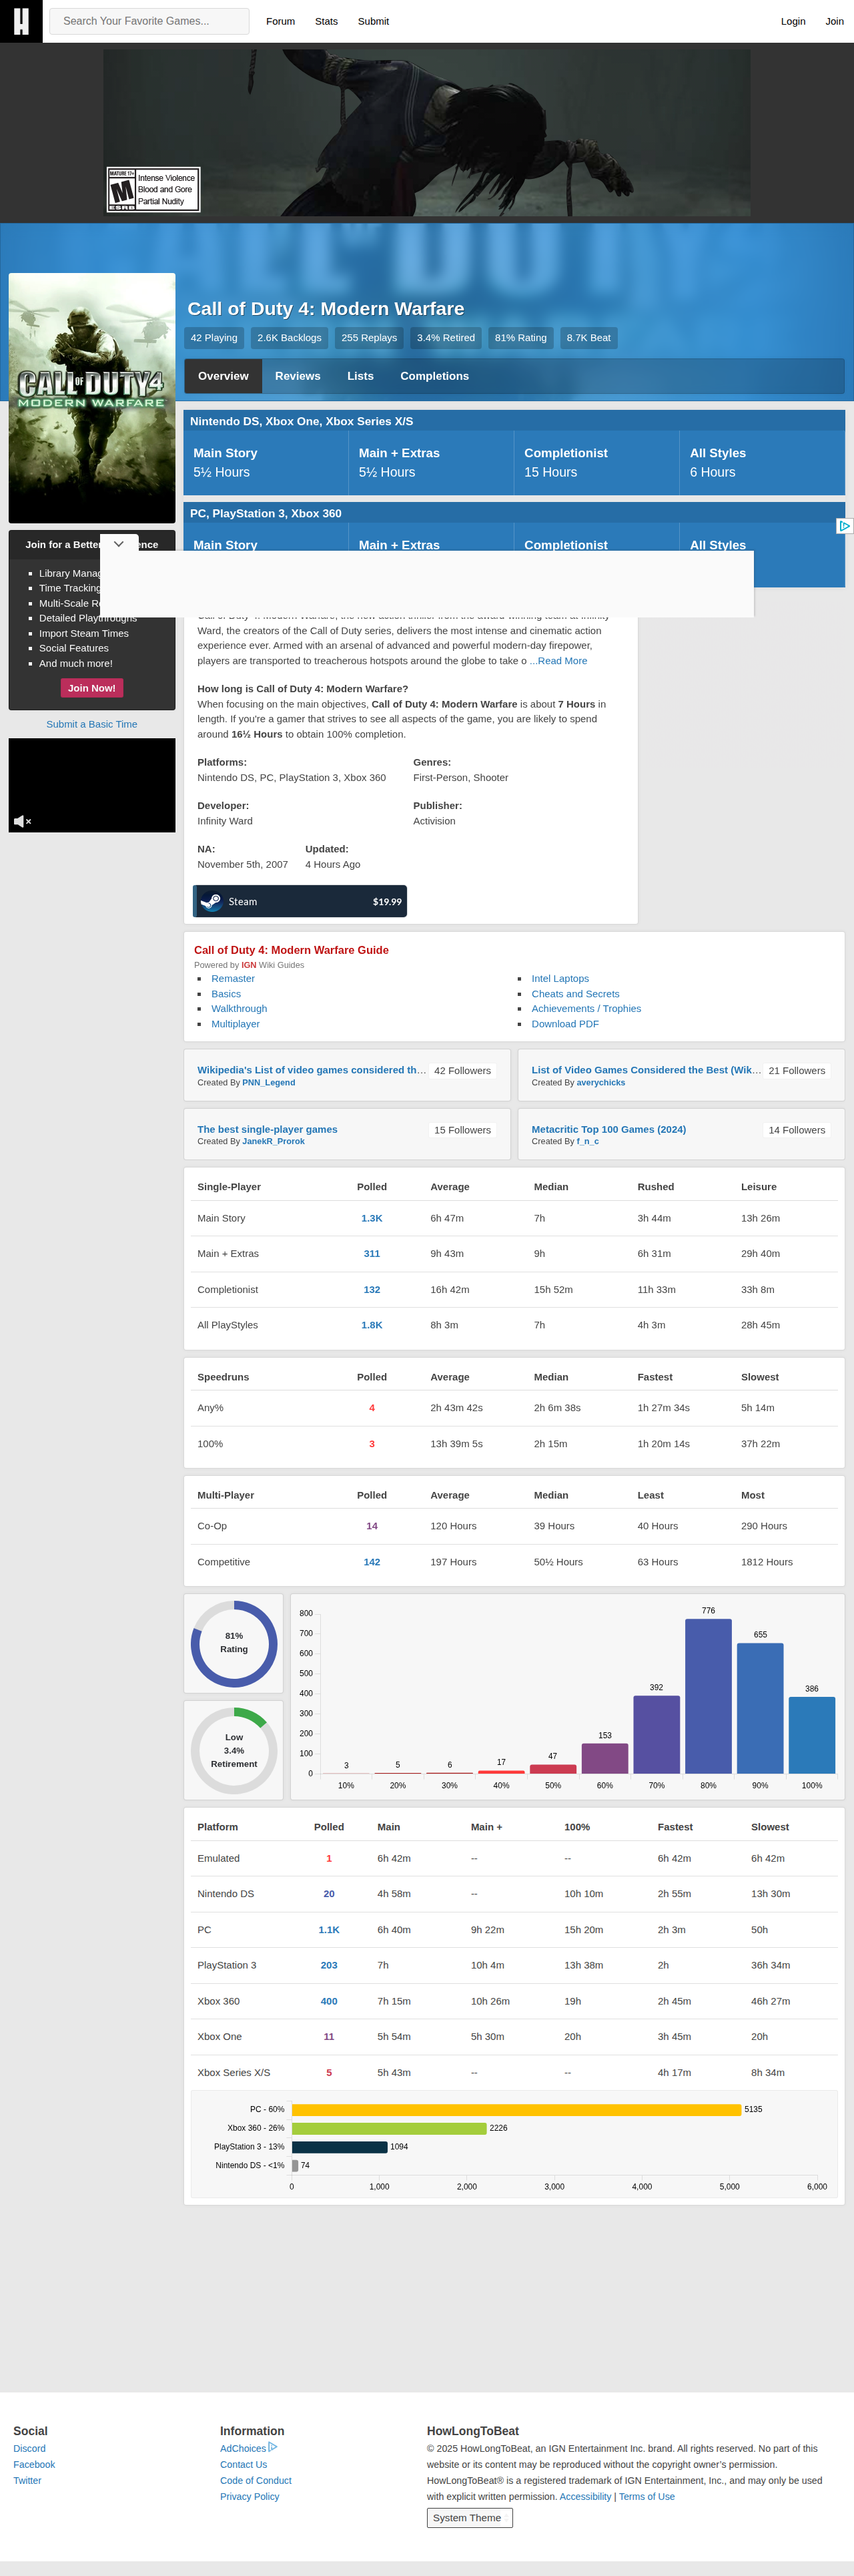 Search Your Favorite Games...
Forum Stats Submit
Login Join
MATURE 17+
M
ESRB
Intense Violence
Blood and Gore
Partial Nudity
Call of Duty 4: Modern Warfare
42 Playing 2.6K Backlogs 255 Replays 3.4% Retired 81% Rating 8.7K Beat
Overview Reviews Lists Completions
CALL OF DUTY 4
MODERN WARFARE
Nintendo DS, Xbox One, Xbox Series X/S
Main Story Main + Extras Completionist All Styles
5½ Hours 5½ Hours 15 Hours 6 Hours
PC, PlayStation 3, Xbox 360
Main Story Main + Extras Completionist All Styles
Join for a Better
Library
Time Tracking
Multi-Scale
Detailed Playthroughs
Import Steam Times
Social Features
And much more!
Join Now!
Submit a Basic Time
Call of Duty 4: Modern Warfare, the new action-thriller from the award-winning team at Infinity
Ward, the creators of the Call of Duty series, delivers the most intense and cinematic action
experience ever. Armed with an arsenal of advanced and powerful modern-day firepower,
players are transported to treacherous hotspots around the globe to take o ...Read More
How long is Call of Duty 4: Modern Warfare?
When focusing on the main objectives, Call of Duty 4: Modern Warfare is about 7 Hours in
length. If you're a gamer that strives to see all aspects of the game, you are likely to spend
around 16½ Hours to obtain 100% completion.
Platforms: Genres:
Nintendo DS, PC, PlayStation 3, Xbox 360 First-Person, Shooter
Developer: Publisher:
Infinity Ward Activision
NA: Updated:
November 5th, 2007 4 Hours Ago
Steam $19.99
Call of Duty 4: Modern Warfare Guide
Powered by IGN Wiki Guides
Remaster
Basics
Walkthrough
Multiplayer
Intel Laptops
Cheats and Secrets
Achievements / Trophies
Download PDF
Wikipedia's List of video games considered th... 42 Followers
Created By PNN_Legend
List of Video Games Considered the Best (Wik... 21 Followers
Created By averychicks
The best single-player games 15 Followers
Created By JanekR_Prorok
Metacritic Top 100 Games (2024) 14 Followers
Created By f_n_c
Single-Player Polled Average Median Rushed Leisure
Main Story 1.3K 6h 47m 7h 3h 44m 13h 26m
Main + Extras 311 9h 43m 9h 6h 31m 29h 40m
Completionist 132 16h 42m 15h 52m 11h 33m 33h 8m
All PlayStyles 1.8K 8h 3m 7h 4h 3m 28h 45m
Speedruns Polled Average Median Fastest Slowest
Any% 4 2h 43m 42s 2h 6m 38s 1h 27m 34s 5h 14m
100% 3 13h 39m 5s 2h 15m 1h 20m 14s 37h 22m
Multi-Player Polled Average Median Least Most
Co-Op 14 120 Hours 39 Hours 40 Hours 290 Hours
Competitive 142 197 Hours 50½ Hours 63 Hours 1812 Hours
81%
Rating
Low
3.4%
Retirement
800
700
600
500
400
300
200
100
0
3 5 6 17 47 153 392 776 655 386
10% 20% 30% 40% 50% 60% 70% 80% 90% 100%
Platform Polled Main Main + 100% Fastest Slowest
Emulated 1 6h 42m -- -- 6h 42m 6h 42m
Nintendo DS 20 4h 58m -- 10h 10m 2h 55m 13h 30m
PC 1.1K 6h 40m 9h 22m 15h 20m 2h 3m 50h
PlayStation 3 203 7h 10h 4m 13h 38m 2h 36h 34m
Xbox 360 400 7h 15m 10h 26m 19h 2h 45m 46h 27m
Xbox One 11 5h 54m 5h 30m 20h 3h 45m 20h
Xbox Series X/S 5 5h 43m -- -- 4h 17m 8h 34m
PC - 60% 5135
Xbox 360 - 26% 2226
PlayStation 3 - 13% 1094
Nintendo DS - <1% 74
0 1,000 2,000 3,000 4,000 5,000 6,000
Social
Discord
Facebook
Twitter
Information
AdChoices
Contact Us
Code of Conduct
Privacy Policy
HowLongToBeat
© 2025 HowLongToBeat, an IGN Entertainment Inc. brand. All rights reserved. No part of this
website or its content may be reproduced without the copyright owner's permission.
HowLongToBeat® is a registered trademark of IGN Entertainment, Inc., and may only be used
with explicit written permission. Accessibility | Terms of Use
System Theme